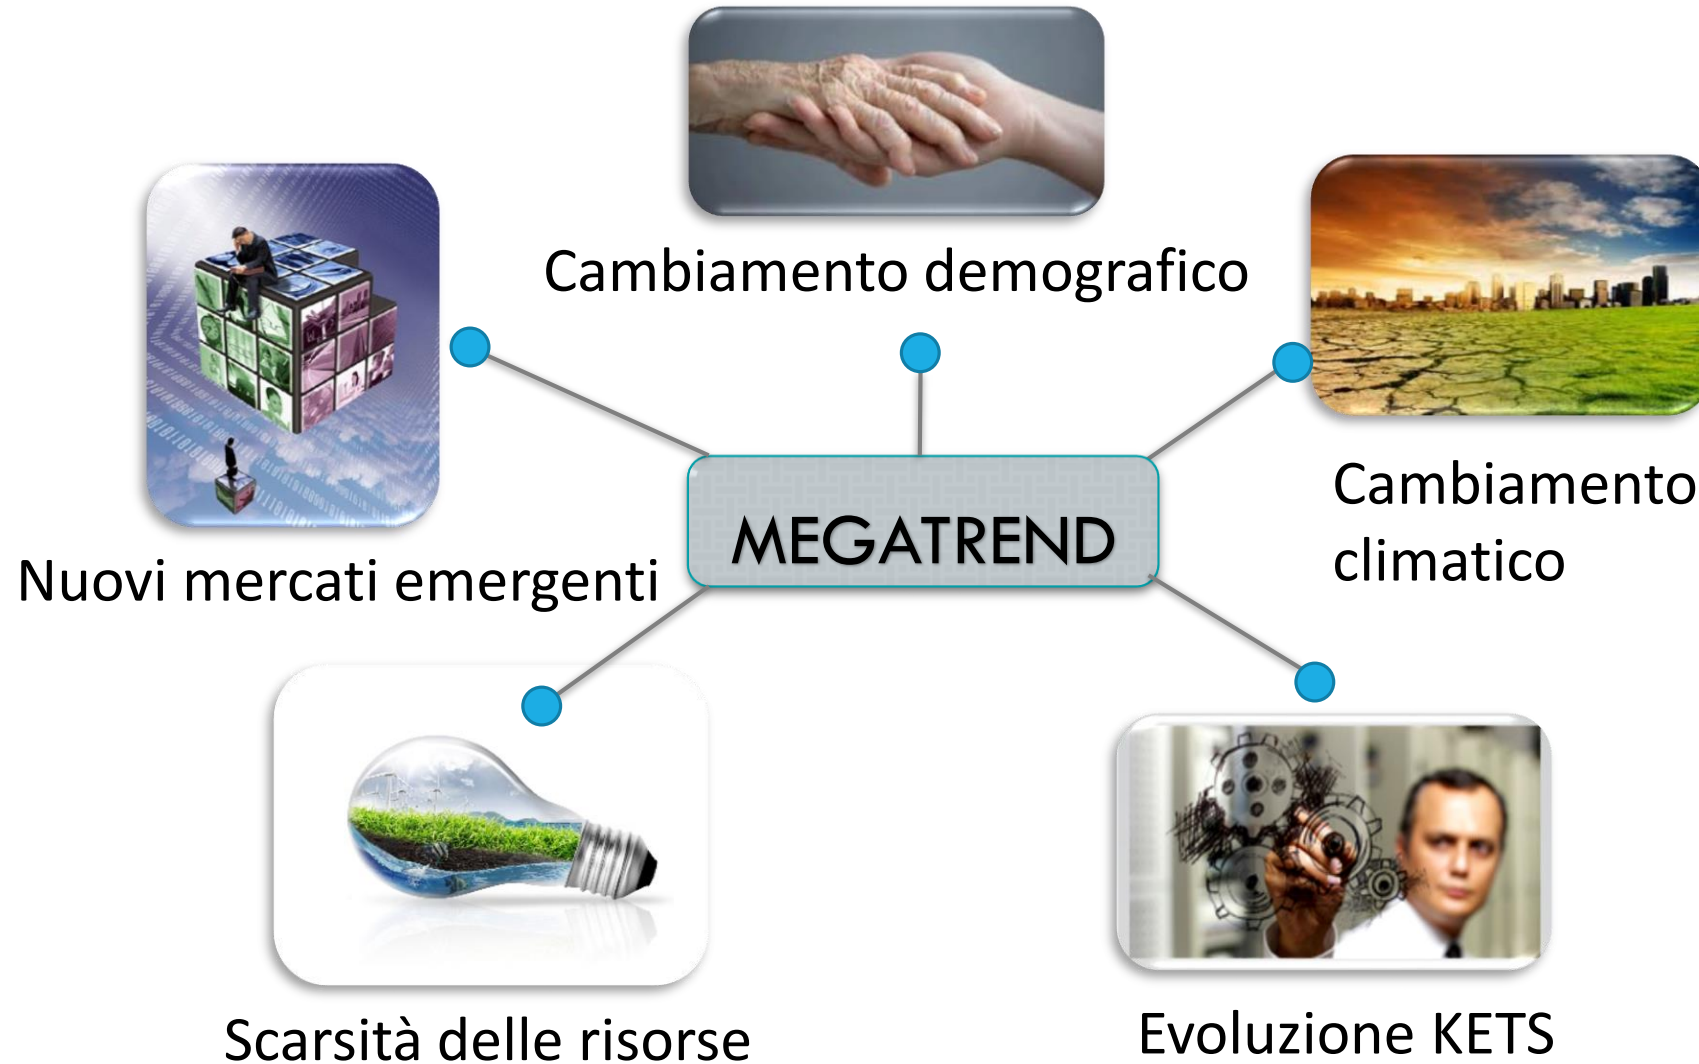 Cambiamento demografico
Cambiamento
climatico
MEGATREND
Nuovi mercati emergenti
Scarsità delle risorse
Evoluzione KETS